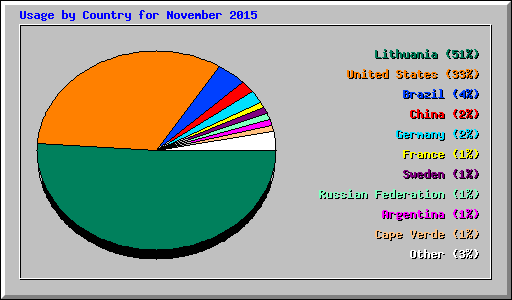 Usage by Country for November 2015
Lithuania (51%)
United States (33%)
Brazil (4%)
China (2%)
Germany (2%)
France (1%)
Sweden (1%)
Russian Federation (1%)
Argentina (1%)
Cape Verde (1%)
Other (3%)